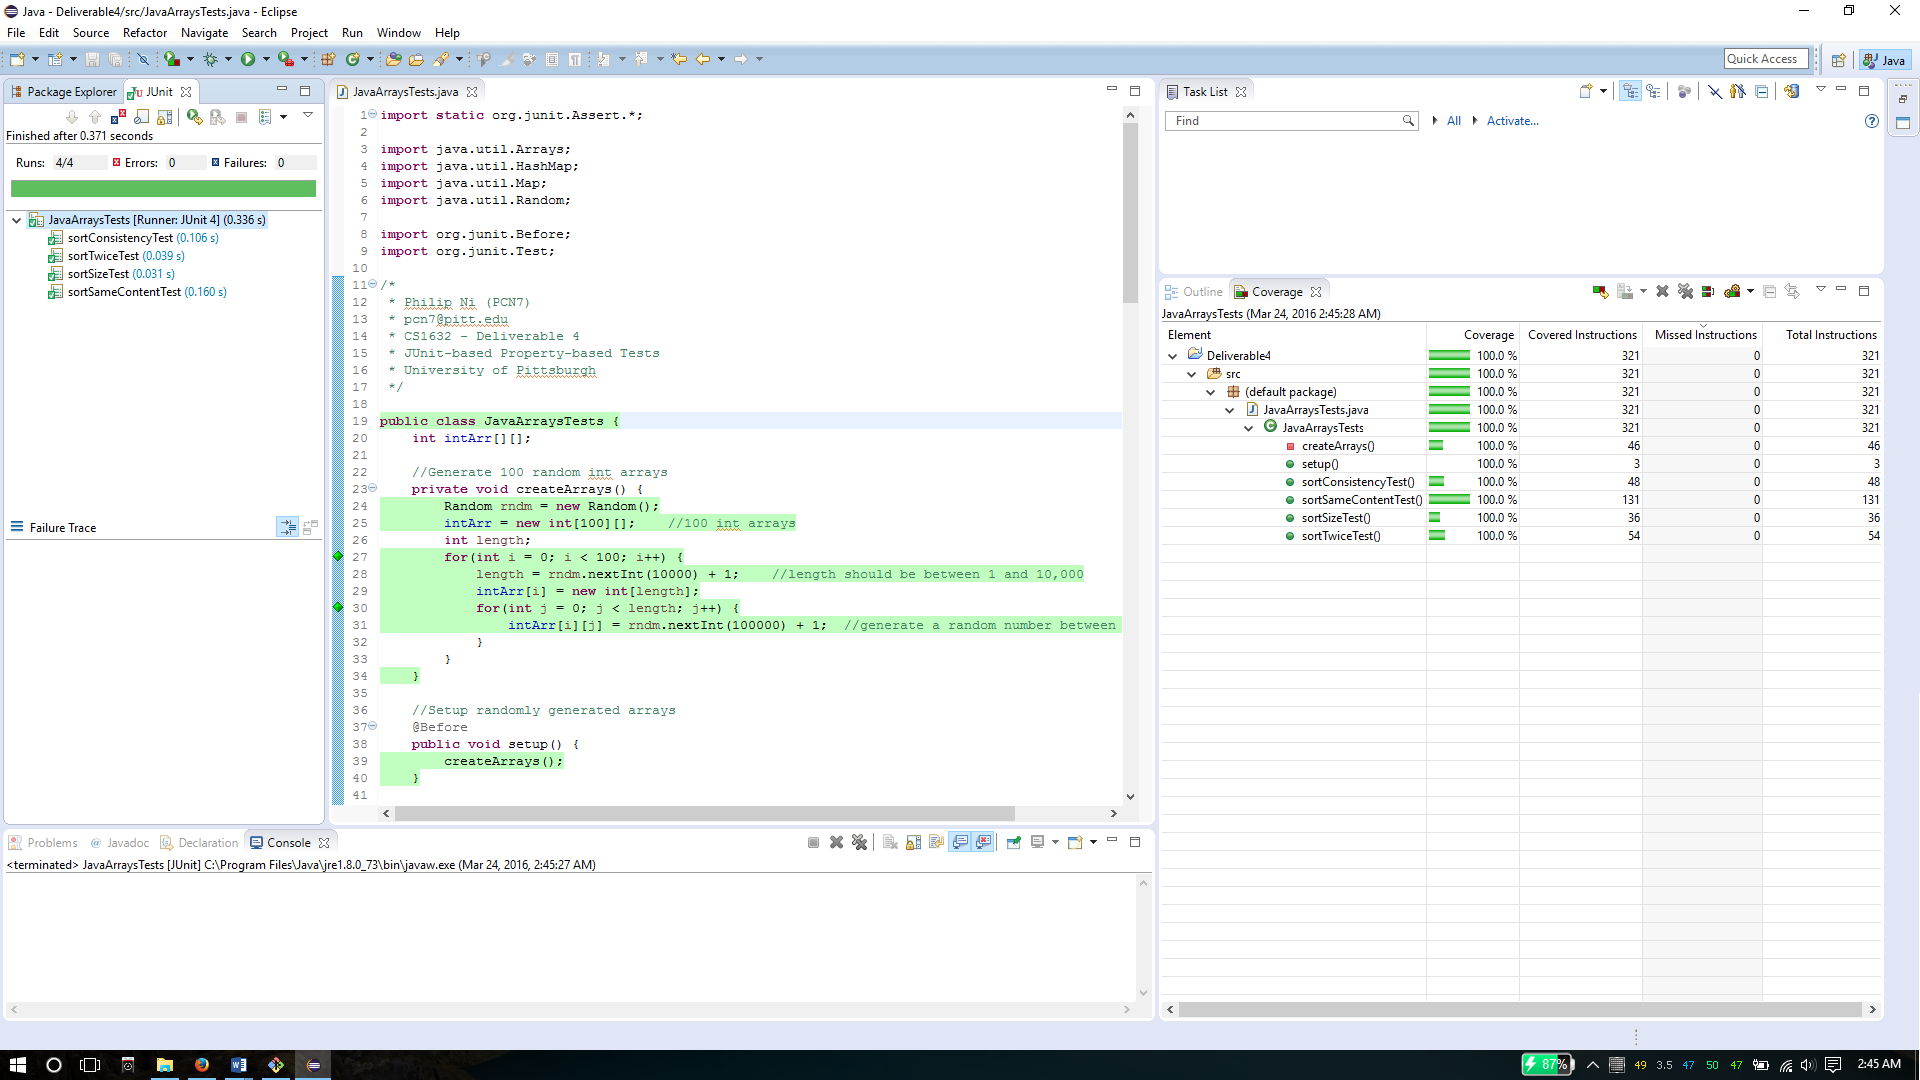 Java - Deliverable4/src/JavaArraysTests.java - Eclipse
File Edit Source Refactor Navigate Search Project Run Window Help
Quick Access
Java
Package Explorer
JUnit
Finished after 0.371 seconds
Runs: 4/4 Errors: 0 Failures: 0
JavaArraysTests [Runner: JUnit 4] (0.336 s)
sortConsistencyTest (0.106 s)
sortTwiceTest (0.039 s)
sortSizeTest (0.031 s)
sortSameContentTest (0.160 s)
Failure Trace
JavaArraysTests.java
1 import static org.junit.Assert.*;
2
3 import java.util.Arrays;
4 import java.util.HashMap;
5 import java.util.Map;
6 import java.util.Random;
7
8 import org.junit.Before;
9 import org.junit.Test;
10
11 /*
12  * Philip Ni (PCN7)
13  * pcn7@pitt.edu
14  * CS1632 - Deliverable 4
15  * JUnit-based Property-based Tests
16  * University of Pittsburgh
17  */
18
19 public class JavaArraysTests {
20     int intArr[][];
21
22     //Generate 100 random int arrays
23     private void createArrays() {
24         Random rndm = new Random();
25         intArr = new int[100][];    //100 int arrays
26         int length;
27         for(int i = 0; i < 100; i++) {
28             length = rndm.nextInt(10000) + 1;    //length should be between 1 and 10,000
29             intArr[i] = new int[length];
30             for(int j = 0; j < length; j++) {
31                 intArr[i][j] = rndm.nextInt(100000) + 1;  //generate a random number between
32             }
33         }
34     }
35
36     //Setup randomly generated arrays
37     @Before
38     public void setup() {
39         createArrays();
40     }
41
Task List
Find
All Activate...
Outline
Coverage
JavaArraysTests (Mar 24, 2016 2:45:28 AM)
Element Coverage Covered Instructions Missed Instructions Total Instructions
Deliverable4 100.0 % 321 0 321
src 100.0 % 321 0 321
(default package) 100.0 % 321 0 321
JavaArraysTests.java 100.0 % 321 0 321
JavaArraysTests 100.0 % 321 0 321
createArrays() 100.0 % 46 0 46
setup() 100.0 % 3 0 3
sortConsistencyTest() 100.0 % 48 0 48
sortSameContentTest() 100.0 % 131 0 131
sortSizeTest() 100.0 % 36 0 36
sortTwiceTest() 100.0 % 54 0 54
Problems
@ Javadoc
Declaration
Console
<terminated> JavaArraysTests [JUnit] C:\Program Files\Java\jre1.8.0_73\bin\javaw.exe (Mar 24, 2016, 2:45:27 AM)
87%
49 3.5 47 50 47
2:45 AM